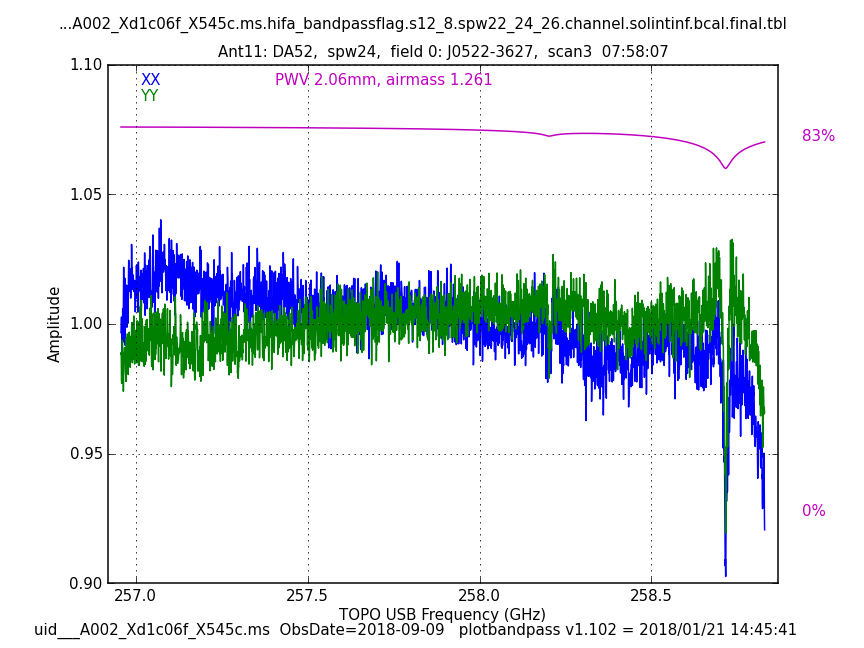 ...A002_Xd1c06f_X545c.ms.hifa_bandpassflag.s12_8.spw22_24_26.channel.solintinf.bcal.final.tbl
Ant11: DA52,  spw24,  field 0: J0522-3627,  scan3  07:58:07
1.10
XX
PWV 2.06mm, airmass 1.261
YY
83%
1.05
1.00
Amplitude
0.95
0%
0.90
257.0 257.5 258.0 258.5
TOPO USB Frequency (GHz)
uid___A002_Xd1c06f_X545c.ms  ObsDate=2018-09-09   plotbandpass v1.102 = 2018/01/21 14:45:41